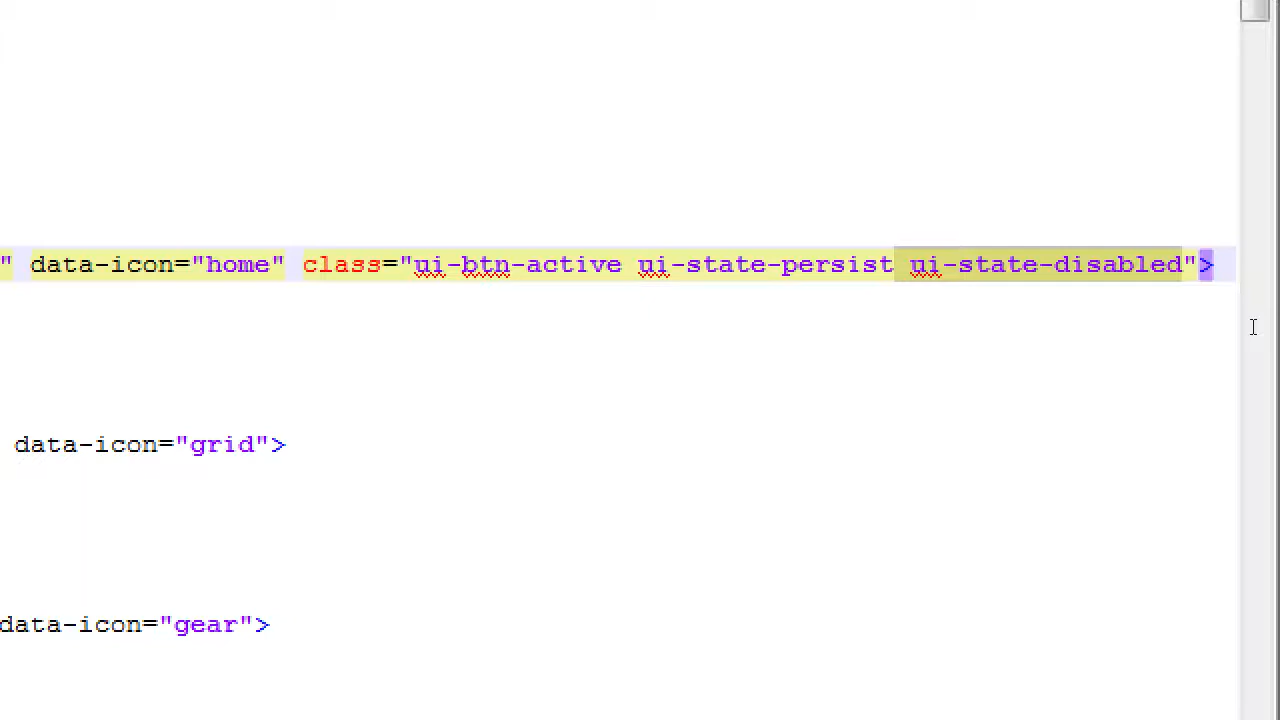 " data-icon="home" class="ui-btn-active ui-state-persist ui-state-disabled">
data-icon="grid">
data-icon="gear">